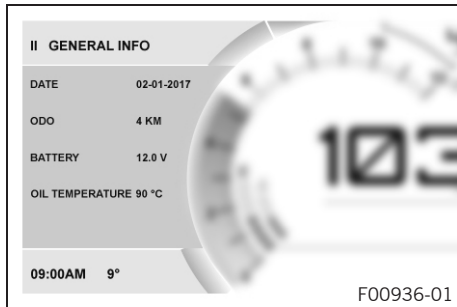 II GENERAL INFO
DATE 02-01-2017
ODO 4 KM
BATTERY 12.0 V
OIL TEMPERATURE 90 °C
103
09:00AM 9°
F00936-01